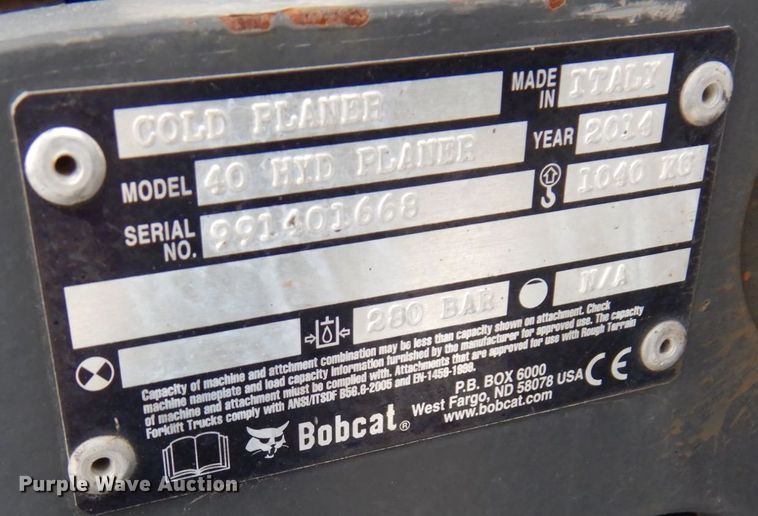 COLD PLANER
MADE IN ITALY
MODEL 40 HYD PLANER
YEAR 2014
SERIAL NO. 991401668
1040 KG
280 BAR
N/A
Capacity of machine and attchment combination may be less than capacity shown on attachment. Check
machine nameplate and load capacity information furnished by the manufacturer for approved use. The capacity
of machine and attachment must be complied with. Attachments that are approved for use with Rough Terrain
Forklift Trucks comply with ANSI/ITSDF B56.6-2005 and EN-1459-1998.
CE
P.B. BOX 6000
West Fargo, ND 58078 USA
www.bobcat.com
Bobcat®
Purple Wave Auction
PurpleWave.com